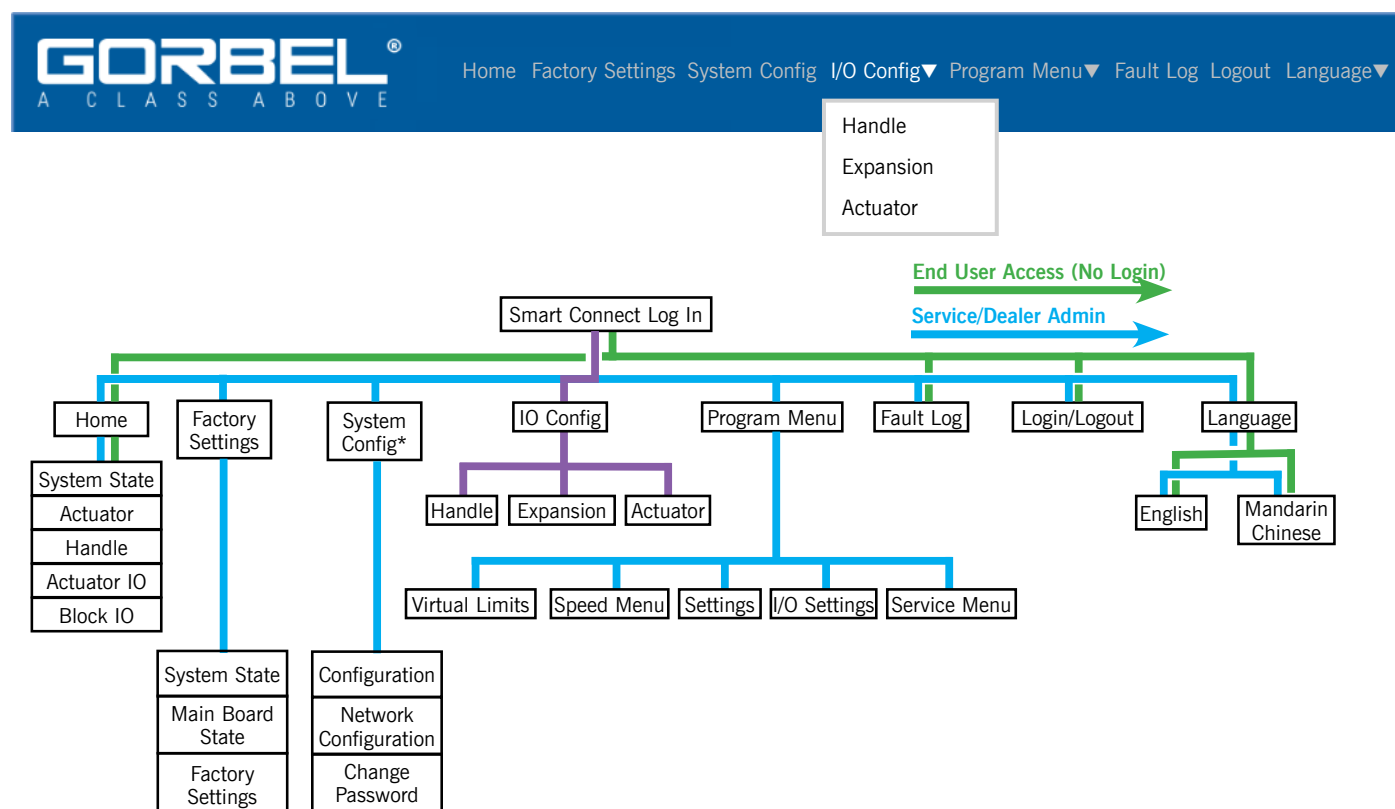 GORBEL®
A CLASS ABOVE
Home Factory Settings System Config I/O Config▼ Program Menu▼ Fault Log Logout Language▼
Handle
Expansion
Actuator
End User Access (No Login)
Service/Dealer Admin
Smart Connect Log In
Home
Factory
Settings
System
Config*
IO Config
Program Menu
Fault Log
Login/Logout
Language
System State
Actuator
Handle
Actuator IO
Block IO
Handle
Expansion
Actuator
English
Mandarin
Chinese
Virtual Limits
Speed Menu
Settings
I/O Settings
Service Menu
System State
Main Board
State
Factory
Settings
Configuration
Network
Configuration
Change
Password